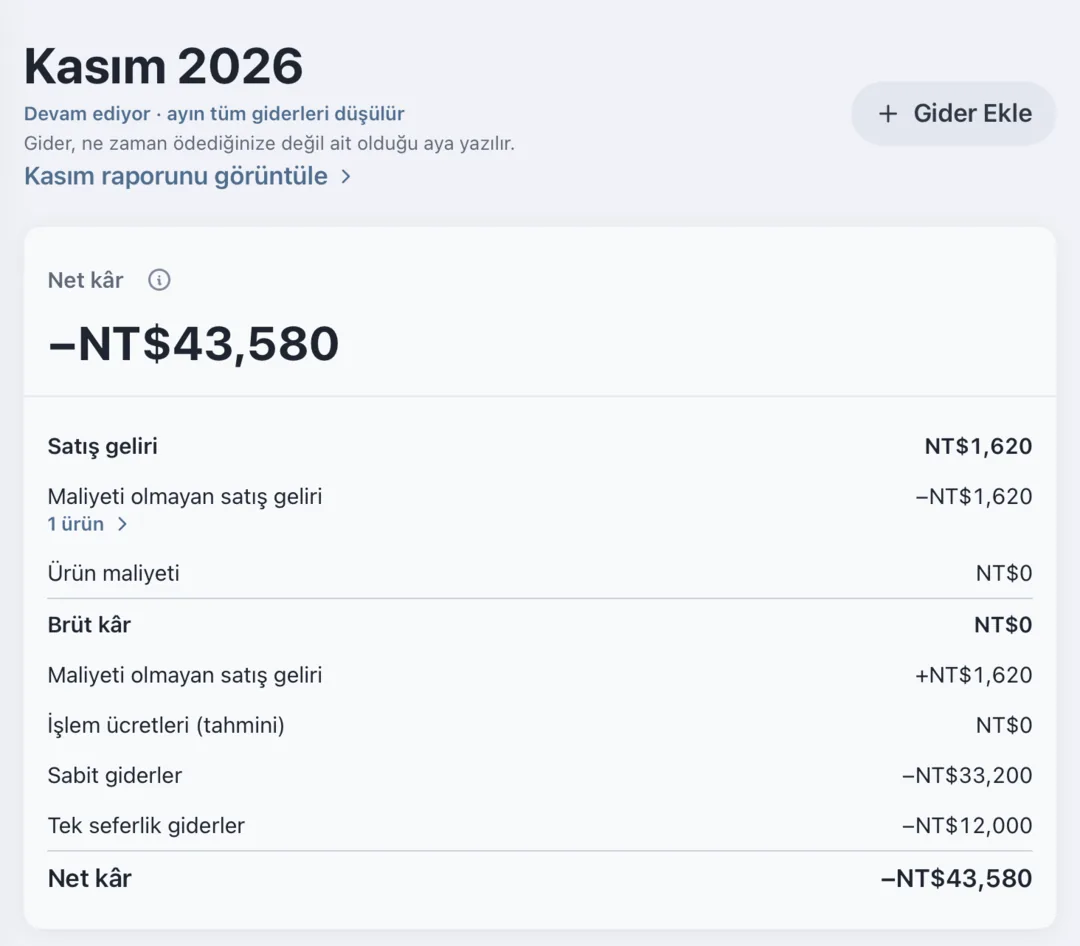 Kasım 2026
Devam ediyor · ayın tüm giderleri düşülür
Gider, ne zaman ödediğinize değil ait olduğu aya yazılır.
Kasım raporunu görüntüle >
+ Gider Ekle
Net kâr
–NT$43,580
Satış geliri NT$1,620
Maliyeti olmayan satış geliri –NT$1,620
1 ürün >
Ürün maliyeti NT$0
Brüt kâr NT$0
Maliyeti olmayan satış geliri +NT$1,620
İşlem ücretleri (tahmini) NT$0
Sabit giderler –NT$33,200
Tek seferlik giderler –NT$12,000
Net kâr –NT$43,580